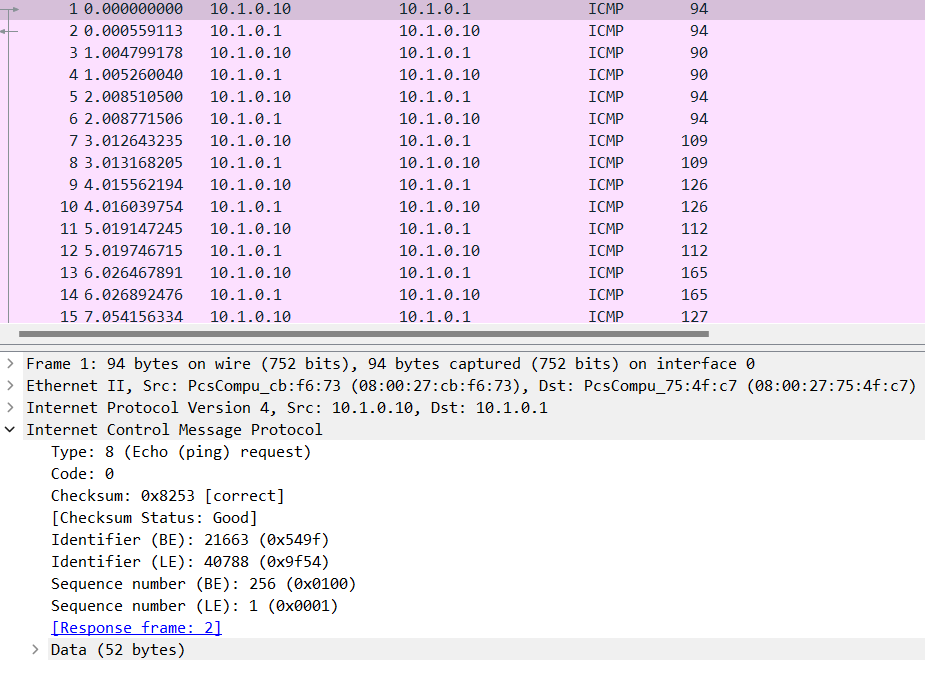 1 0.000000000 10.1.0.10 10.1.0.1 ICMP 94
2 0.000559113 10.1.0.1 10.1.0.10 ICMP 94
3 1.004799178 10.1.0.10 10.1.0.1 ICMP 90
4 1.005260040 10.1.0.1 10.1.0.10 ICMP 90
5 2.008510500 10.1.0.10 10.1.0.1 ICMP 94
6 2.008771506 10.1.0.1 10.1.0.10 ICMP 94
7 3.012643235 10.1.0.10 10.1.0.1 ICMP 109
8 3.013168205 10.1.0.1 10.1.0.10 ICMP 109
9 4.015562194 10.1.0.10 10.1.0.1 ICMP 126
10 4.016039754 10.1.0.1 10.1.0.10 ICMP 126
11 5.019147245 10.1.0.10 10.1.0.1 ICMP 112
12 5.019746715 10.1.0.1 10.1.0.10 ICMP 112
13 6.026467891 10.1.0.10 10.1.0.1 ICMP 165
14 6.026892476 10.1.0.1 10.1.0.10 ICMP 165
15 7.054156334 10.1.0.10 10.1.0.1 ICMP 127
Frame 1: 94 bytes on wire (752 bits), 94 bytes captured (752 bits) on interface 0
Ethernet II, Src: PcsCompu_cb:f6:73 (08:00:27:cb:f6:73), Dst: PcsCompu_75:4f:c7 (08:00:27:75:4f:c7)
Internet Protocol Version 4, Src: 10.1.0.10, Dst: 10.1.0.1
Internet Control Message Protocol
Type: 8 (Echo (ping) request)
Code: 0
Checksum: 0x8253 [correct]
[Checksum Status: Good]
Identifier (BE): 21663 (0x549f)
Identifier (LE): 40788 (0x9f54)
Sequence number (BE): 256 (0x0100)
Sequence number (LE): 1 (0x0001)
[Response frame: 2]
Data (52 bytes)